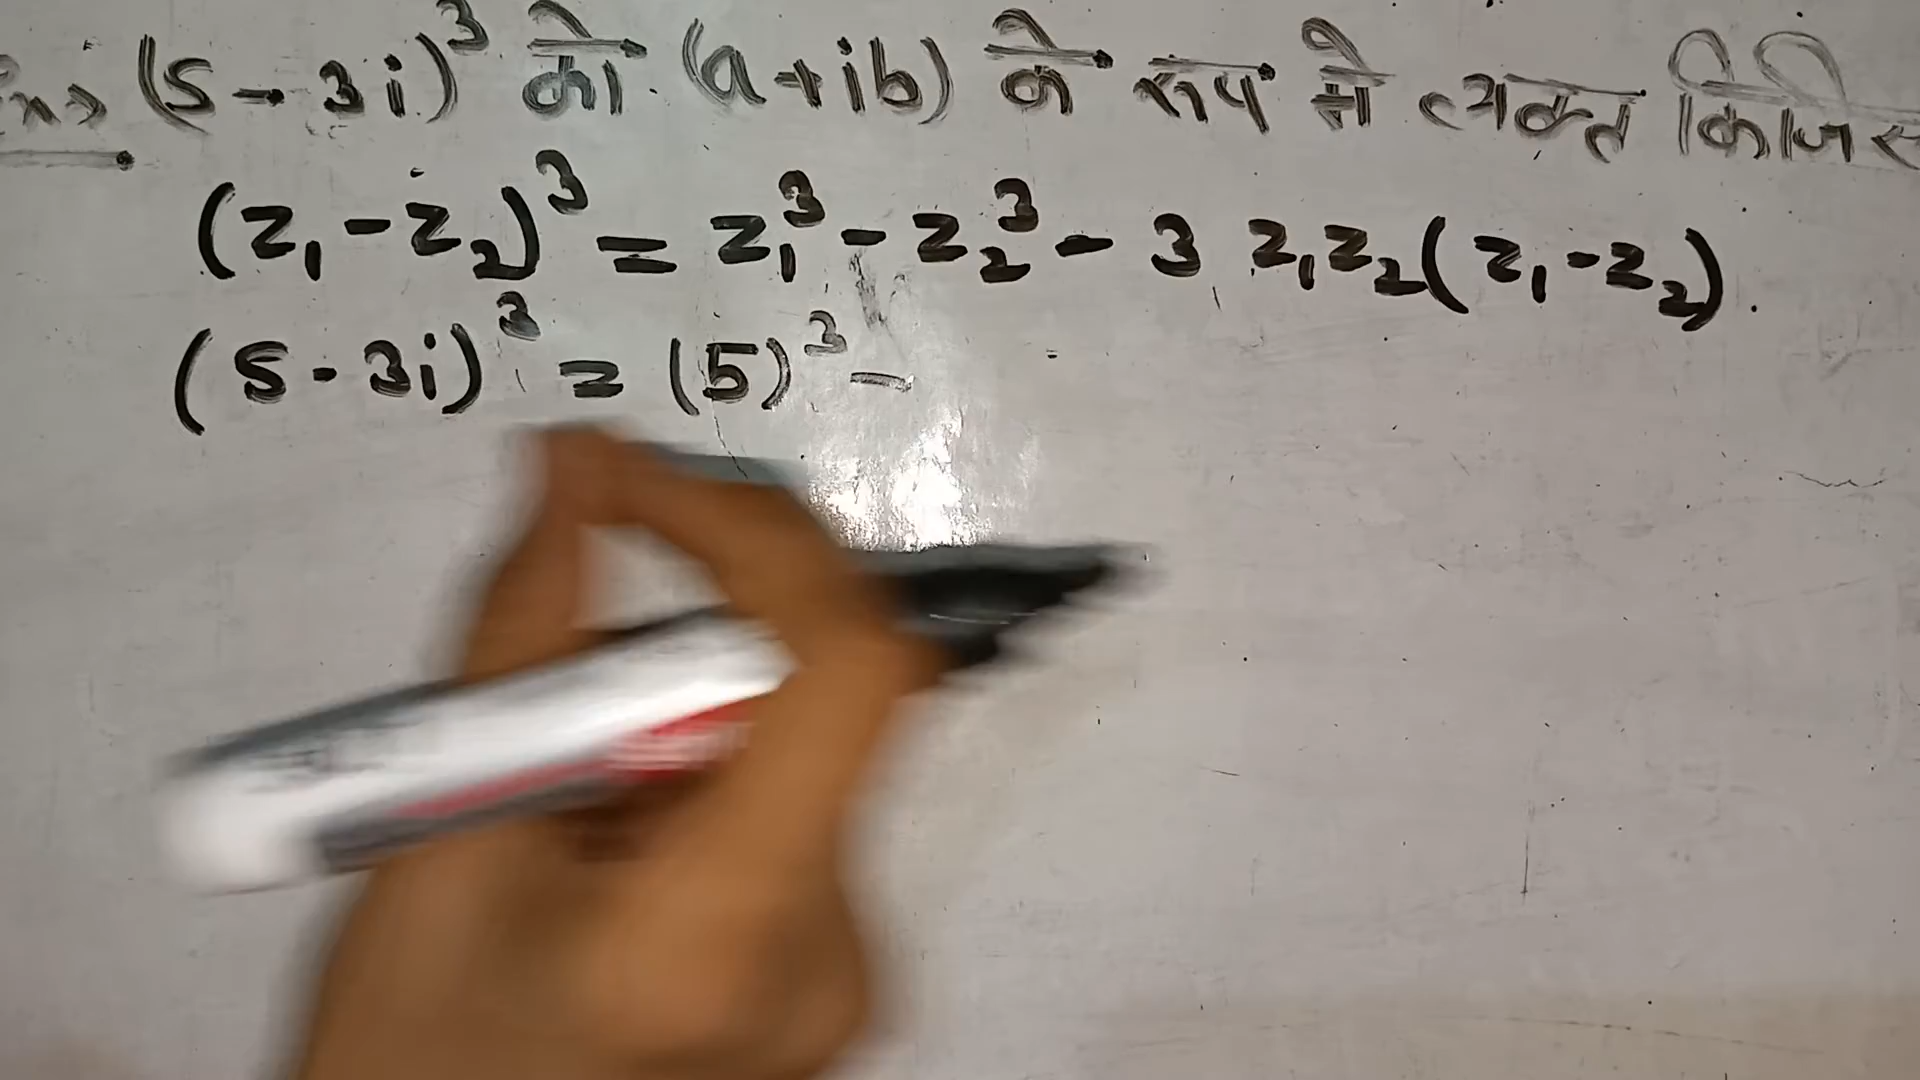 Ex> (5 - 3i)³ को (a+ib) के रूप मे व्यक्त किजिए
(z₁ - z₂)³ = z₁³ - z₂³ - 3 z₁z₂(z₁ - z₂).
(5 - 3i)³ = (5)³ -